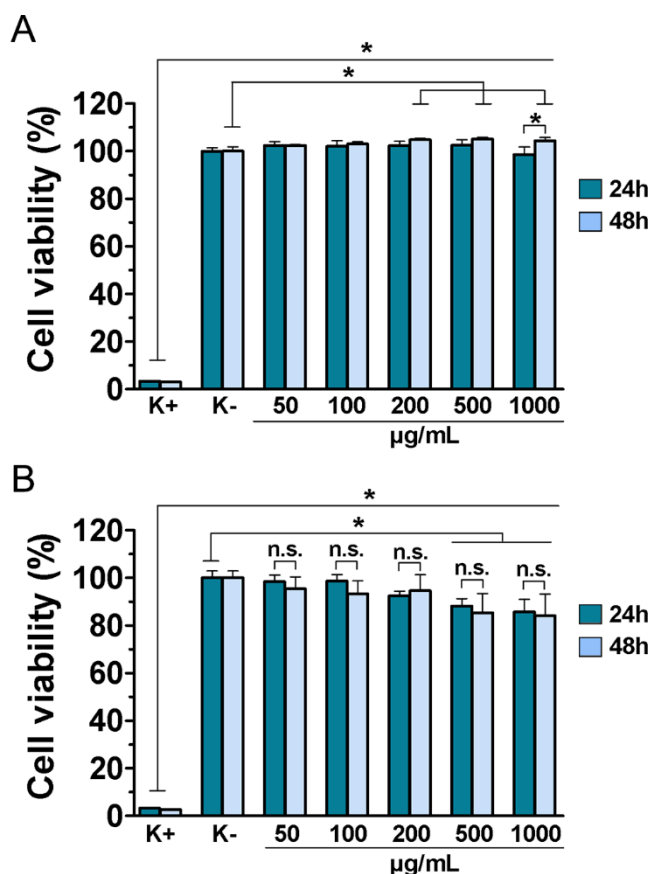 A
*
*
*
Cell viability (%)
120
100
80
60
40
20
0
K+ K- 50 100 200 500 1000
µg/mL
24h
48h
B
*
*
n.s. n.s. n.s. n.s. n.s.
Cell viability (%)
120
100
80
60
40
20
0
K+ K- 50 100 200 500 1000
µg/mL
24h
48h